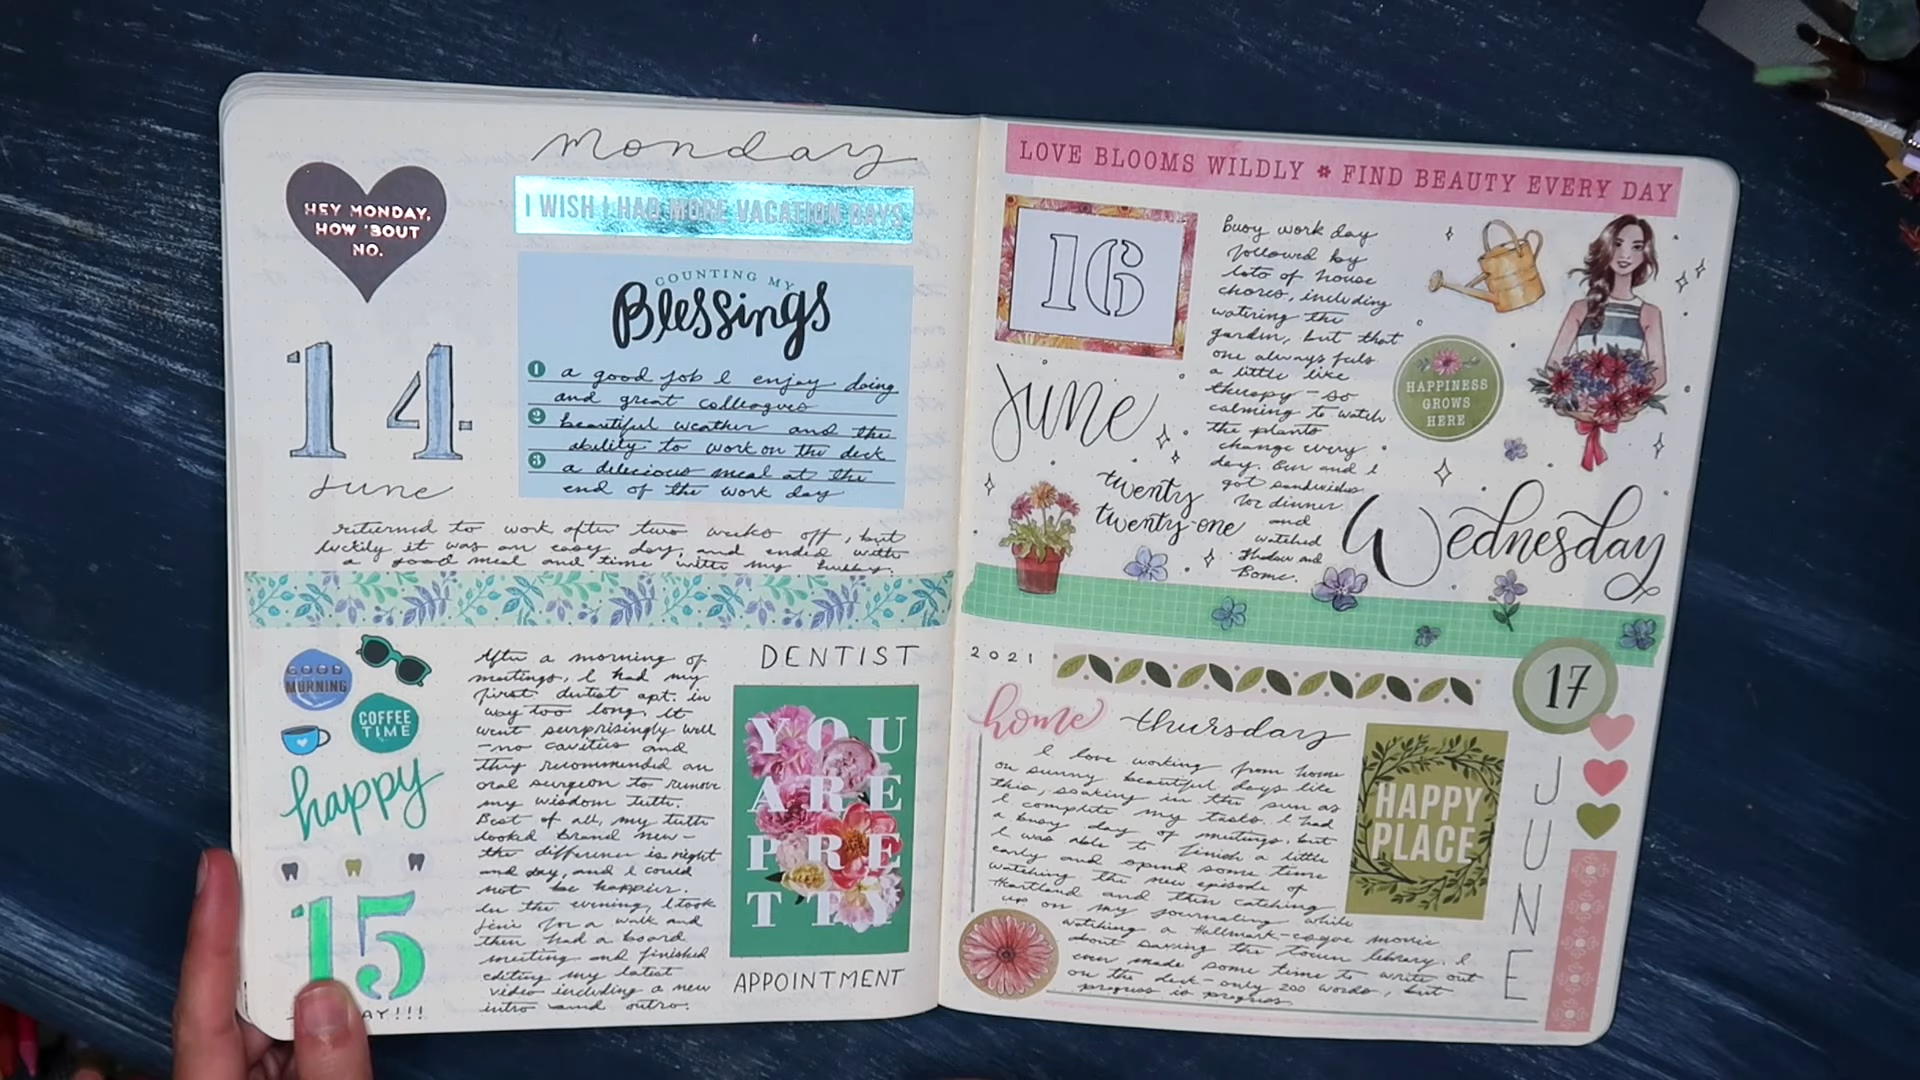 monday
HEY MONDAY,
HOW 'BOUT
NO.
I WISH I HAD MORE VACATION DAYS
COUNTING MY
Blessings
1 a good job I enjoy doing
and great colleagues
2 beautiful weather and the
ability to work on the deck
3 a delicious meal at the
end of the work day
14
june
returned to work after two weeks off, but
luckily it was an easy day, and ended with
a good meal and time with my hubby.
GOOD
MORNING
COFFEE
TIME
happy
15
AY!!!
After a morning of
meetings, I had my
first dentist apt. in
way too long. It
went surprisingly well
- no cavities and
they recommended an
oral surgeon to remove
my wisdom teeth.
Best of all, my teeth
looked brand new -
the difference is night
and day, and I could
not be happier.
In the evening, I took
for a walk and
then had a board
meeting and finished
editing my latest
video including a new
intro and outro.
DENTIST
YOU
ARE
PRE
TTY
APPOINTMENT
LOVE BLOOMS WILDLY FIND BEAUTY EVERY DAY
16
june
twenty
twenty-one
busy work day
followed by
lots of house
chores, including
watering the
garden, but that
one always feels
a little like
therapy - so
calming to watch
the plants
change every
day. and I
got sandwiches
for dinner
and
watched
Shadow and
Bone.
HAPPINESS
GROWS
HERE
Wednesday
2021
17
home
thursday
I love working from home
on sunny beautiful days like
this, soaking in the sun as
I complete my tasks. I had
a busy day of meetings, but
I was able to finish a little
early and spend some time
watching the new episode of
Heartland and then catching
up on my journaling while
watching a Hallmark-esque movie
about saving the town library. I
even made some time to write out
on the deck - only 200 words, but
progress is progress.
HAPPY
PLACE
JUNE